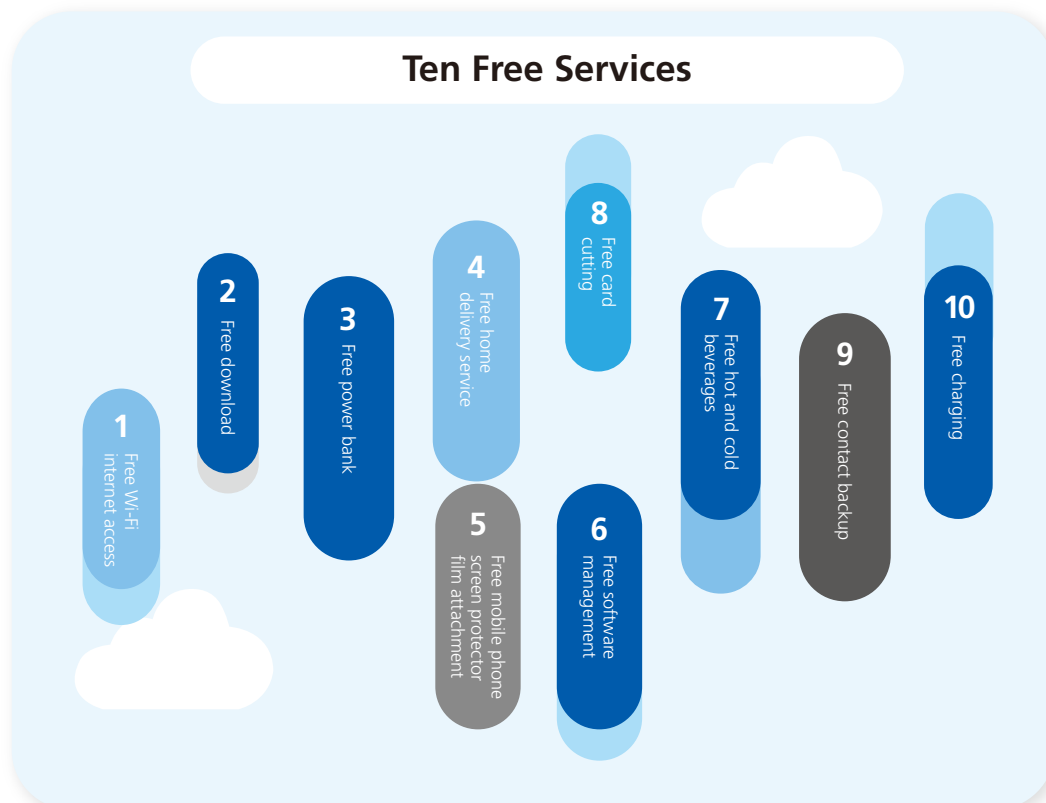 Ten Free Services
1
Free Wi-Fi
internet access
2
Free download
3
Free power bank
4
Free home
delivery service
5
Free mobile phone
screen protector
film attachment
6
Free software
management
7
Free hot and cold
beverages
8
Free card
cutting
9
Free contact backup
10
Free charging